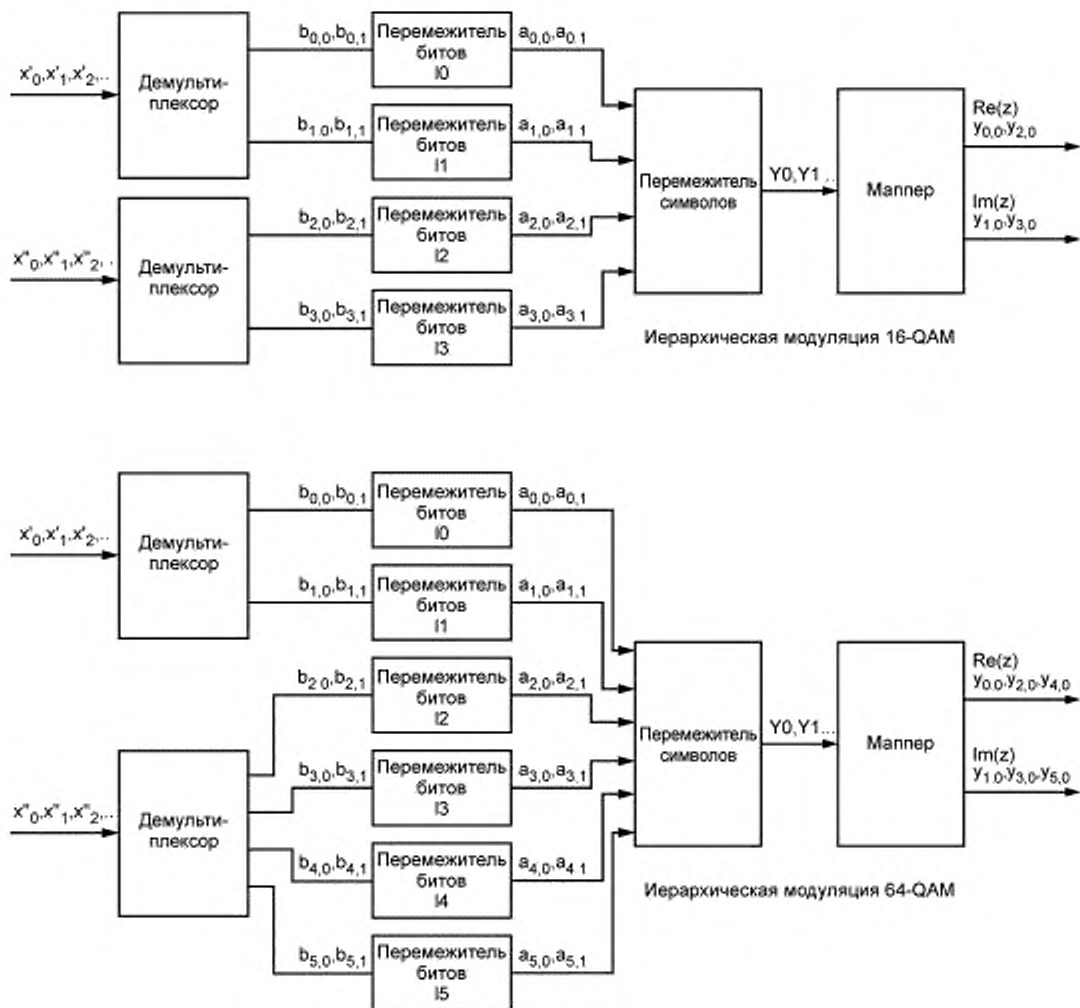 x'0,x'1,x'2,..
Демульти-
плексор
b0,0,b0,1
Перемежитель
битов
I0
a0,0,a0 1
b1.0,b1,1
Перемежитель
битов
I1
a1,0,a1 1
x"0,x"1,x"2,..
Демульти-
плексор
b2,0,b2,1
Перемежитель
битов
I2
a2,0,a2,1
b3,0,b3,1
Перемежитель
битов
I3
a3,0,a3 1
Перемежитель
символов
Y0,Y1 ..
Маппер
Re(z)
y0,0,y2,0
Im(z)
y1,0,y3,0
Иерархическая модуляция 16-QAM
x'0,x'1,x'2,..
Демульти-
плексор
b0,0,b0.1
Перемежитель
битов
I0
a0,0,a0,1
b1,0,b1,1
Перемежитель
битов
I1
a1,0,a1,1
x"0,x"1,x"2,...
Демульти-
плексор
b2 0,b2,1
Перемежитель
битов
I2
a2,0,a2,1
b3,0,b3,1
Перемежитель
битов
I3
a3,0,a3.1
b4,0,b4,1
Перемежитель
битов
I4
a4,0,a4 1
b5,0,b5,1
Перемежитель
битов
I5
a5,0,a5,1
Перемежитель
символов
Y0,Y1...
Маппер
Re(z)
y0.0,y2,0,y4,0
Im(z)
y1.0,y3,0,y5,0
Иерархическая модуляция 64-QAM